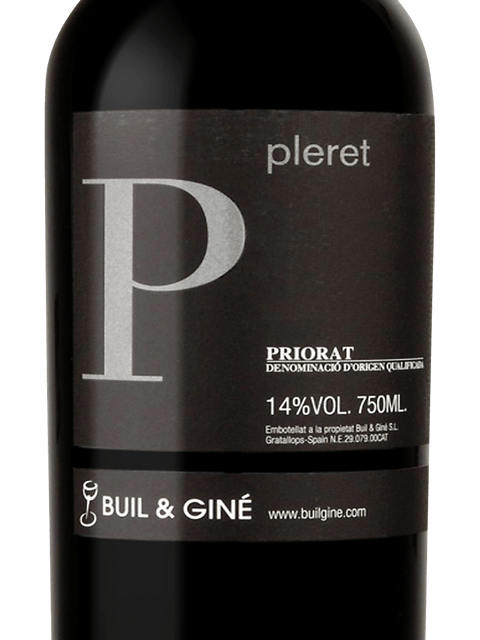 pleret
P
PRIORAT
DENOMINACIÓ D'ORIGEN QUALIFICADA
14%VOL. 750ML.
Embotellat a la propietat Buil & Giné S.L.
Gratallops-Spain N.E.29.079.00CAT
BUIL & GINÉ www.builgine.com